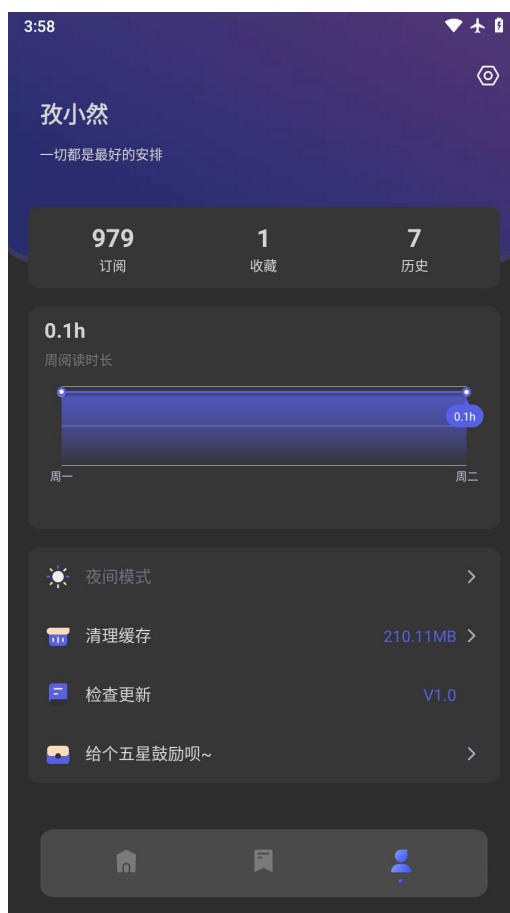 3:58
孜小然
一切都是最好的安排
979 1 7
订阅 收藏 历史
0.1h
周阅读时长
0.1h
周一 周二
夜间模式
清理缓存 210.11MB
检查更新 V1.0
给个五星鼓励呗~